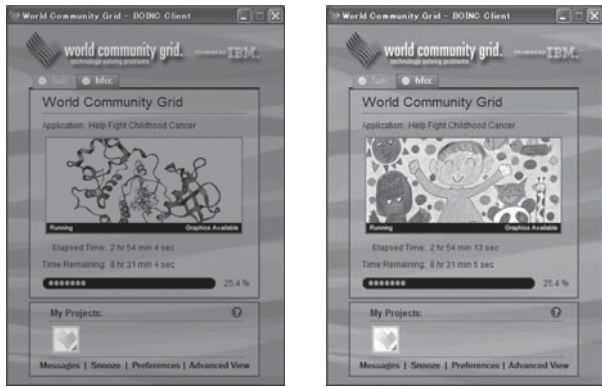 World Community Grid - BOINC Client
world community grid.
technology solving problems
Powered by IBM.
hfcc
World Community Grid
Application: Help Fight Childhood Cancer
Running Graphics Available
Elapsed Time: 2 hr 54 min 4 sec
Time Remaining: 8 hr 31 min 4 sec
25.4 %
My Projects:
?
Messages | Snooze | Preferences | Advanced View
World Community Grid - BOINC Client
world community grid.
technology solving problems
Powered by IBM.
hfcc
World Community Grid
Application: Help Fight Childhood Cancer
Running Graphics Available
Elapsed Time: 2 hr 54 min 13 sec
Time Remaining: 8 hr 31 min 5 sec
25.4 %
My Projects:
?
Messages | Snooze | Preferences | Advanced View